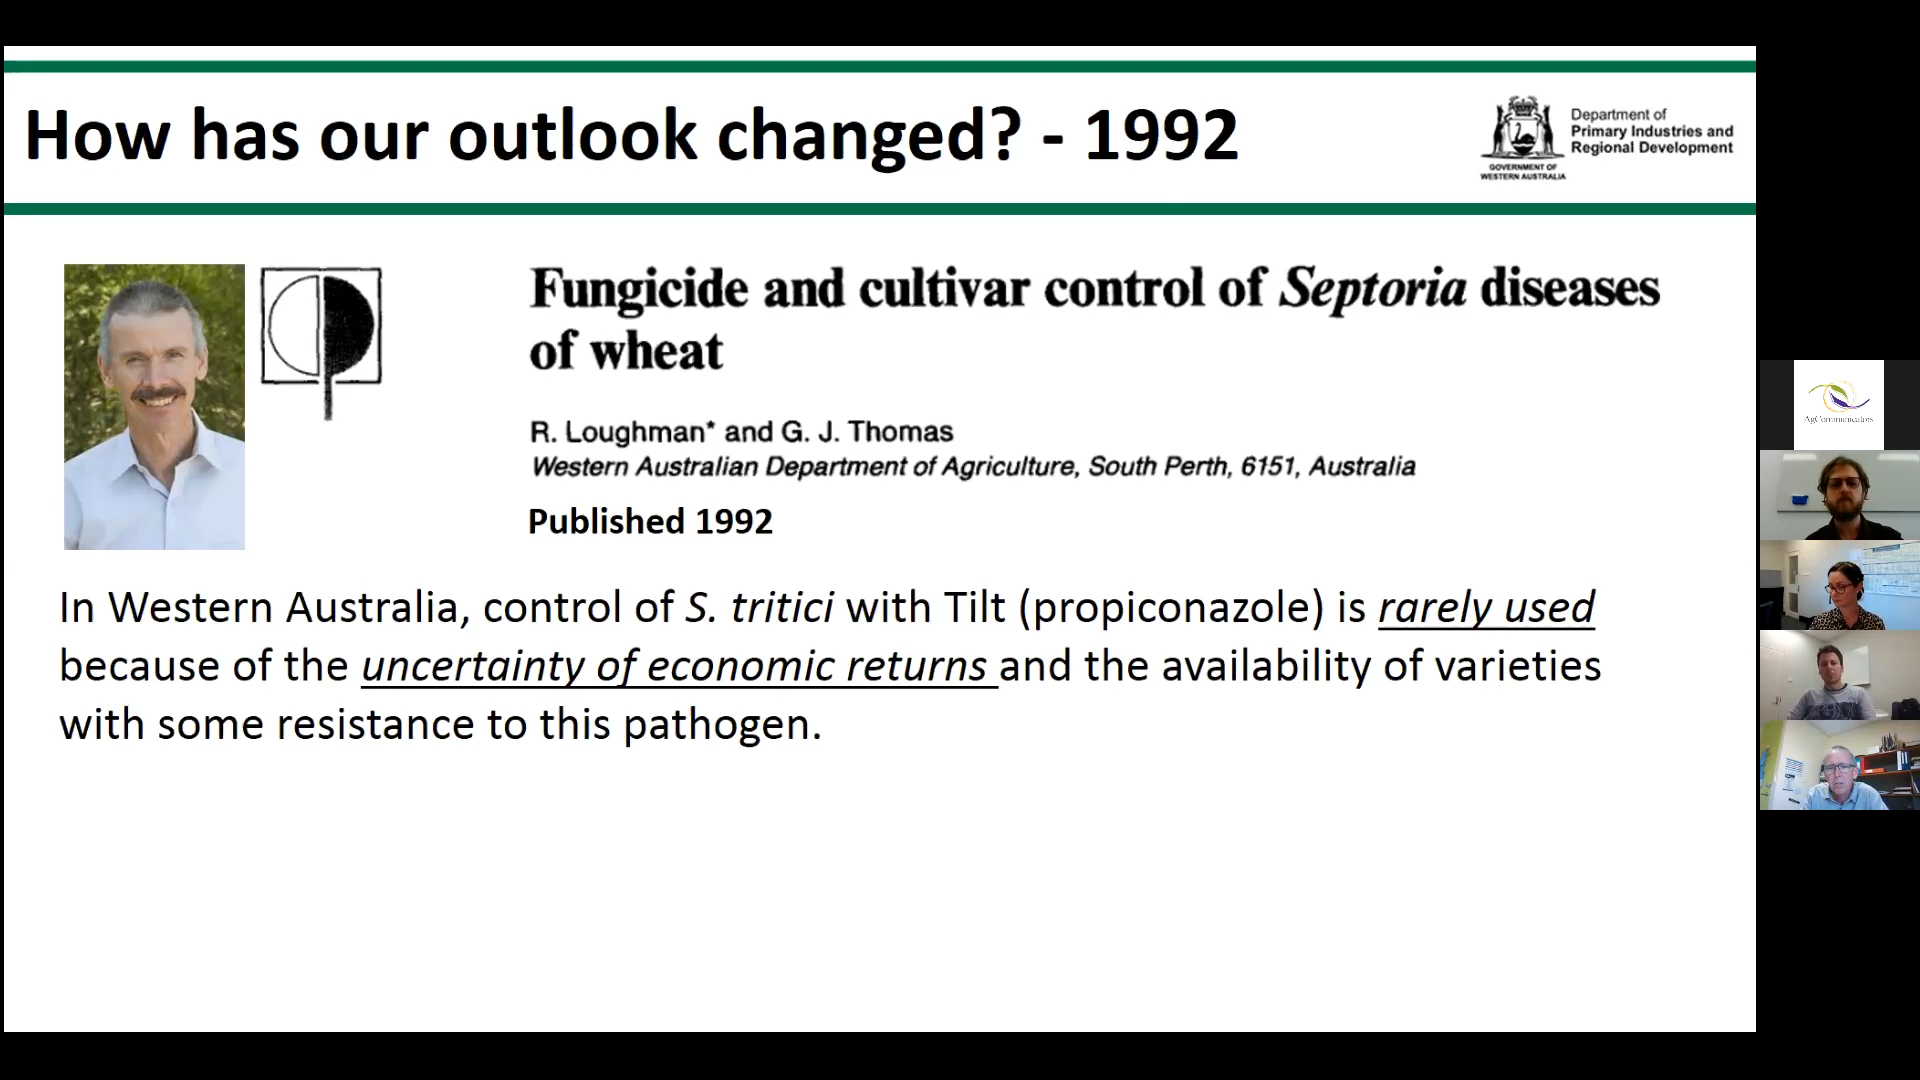 How has our outlook changed? - 1992
Department of
Primary Industries and
Regional Development
GOVERNMENT OF
WESTERN AUSTRALIA
Fungicide and cultivar control of Septoria diseases
of wheat
R. Loughman* and G. J. Thomas
Western Australian Department of Agriculture, South Perth, 6151, Australia
Published 1992
In Western Australia, control of S. tritici with Tilt (propiconazole) is rarely used
because of the uncertainty of economic returns and the availability of varieties
with some resistance to this pathogen.
AgCommunicators